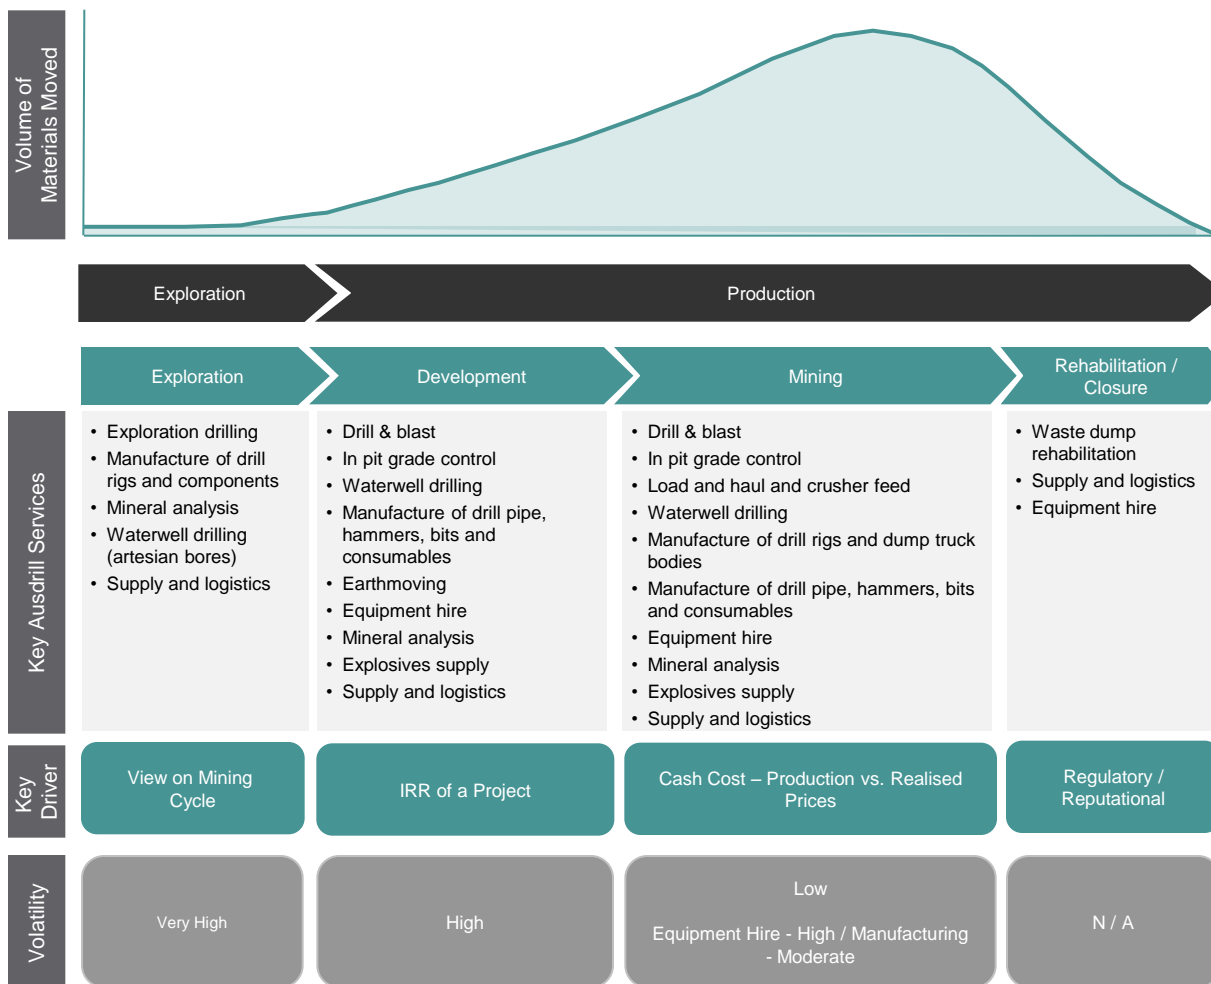 Volume of
Materials Moved
Exploration
Production
Exploration
Development
Mining
Rehabilitation /
Closure
Key Ausdrill Services
• Exploration drilling
• Manufacture of drill
rigs and components
• Mineral analysis
• Waterwell drilling
(artesian bores)
• Supply and logistics
• Drill & blast
• In pit grade control
• Waterwell drilling
• Manufacture of drill pipe,
hammers, bits and
consumables
• Earthmoving
• Equipment hire
• Mineral analysis
• Explosives supply
• Supply and logistics
• Drill & blast
• In pit grade control
• Load and haul and crusher feed
• Waterwell drilling
• Manufacture of drill rigs and dump truck
bodies
• Manufacture of drill pipe, hammers, bits
and consumables
• Equipment hire
• Mineral analysis
• Explosives supply
• Supply and logistics
• Waste dump
rehabilitation
• Supply and logistics
• Equipment hire
Key
Driver
View on Mining
Cycle
IRR of a Project
Cash Cost – Production vs. Realised
Prices
Regulatory /
Reputational
Volatility
Very High
High
Low
Equipment Hire - High / Manufacturing
- Moderate
N / A